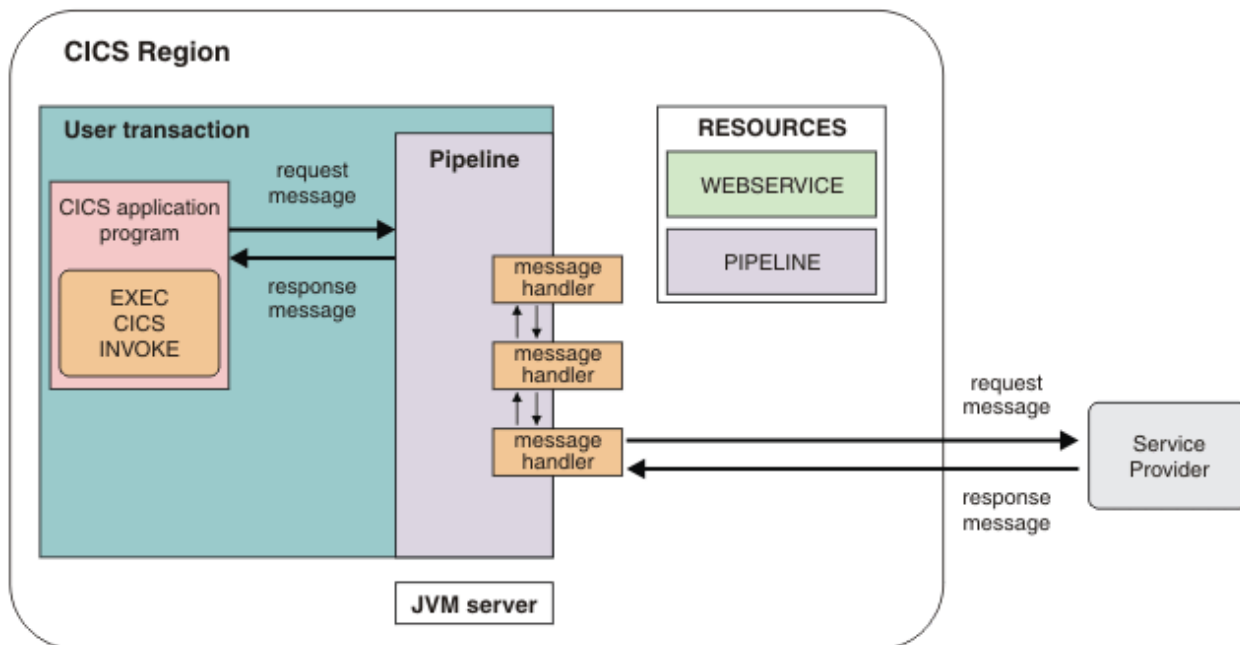 CICS Region
User transaction
request
message
Pipeline
CICS application
program
response
message
EXEC
CICS
INVOKE
message
handler
message
handler
message
handler
RESOURCES
WEBSERVICE
PIPELINE
request
message
response
message
Service
Provider
JVM server